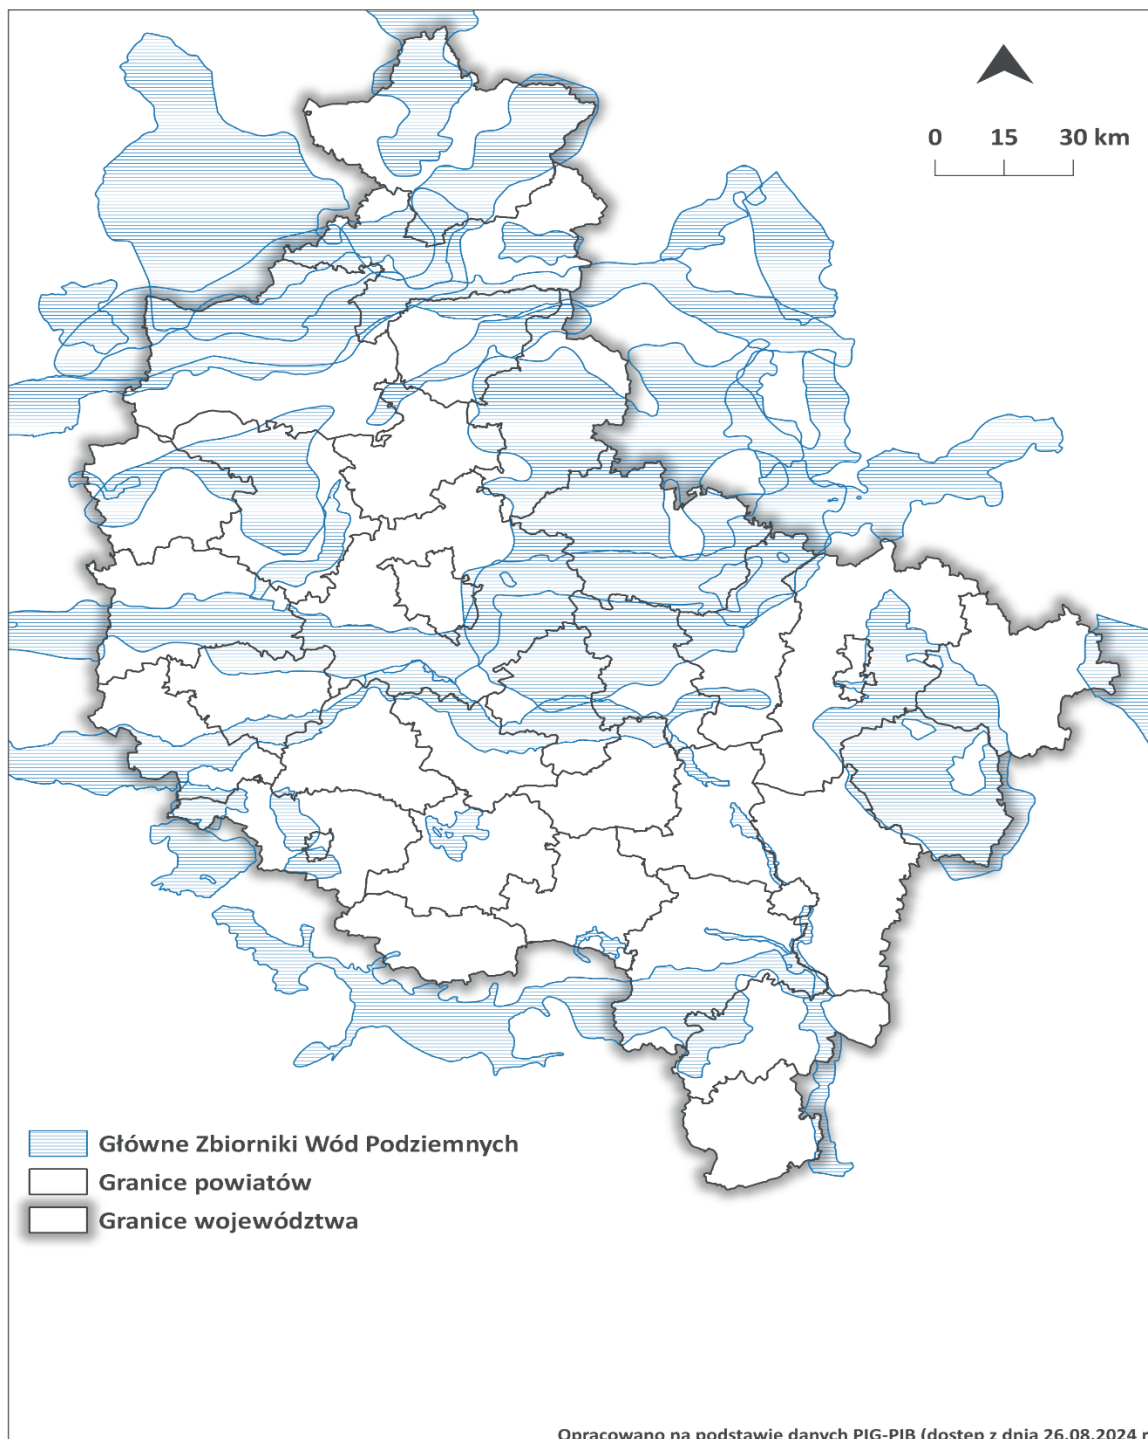 0 15 30 km
Główne Zbiorniki Wód Podziemnych
Granice powiatów
Granice województwa
Opracowano na podstawie danych PIG-PIB (dostęp z dnia 26.08.2024 r